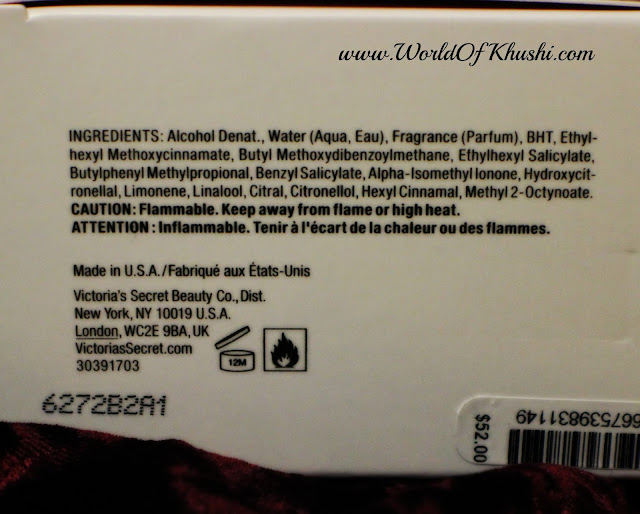 www.WorldOfKhushi.com
INGREDIENTS: Alcohol Denat., Water (Aqua, Eau), Fragrance (Parfum), BHT, Ethyl-
hexyl Methoxycinnamate, Butyl Methoxydibenzoylmethane, Ethylhexyl Salicylate,
Butylphenyl Methylpropional, Benzyl Salicylate, Alpha-Isomethyl Ionone, Hydroxycit-
ronellal, Limonene, Linalool, Citral, Citronellol, Hexyl Cinnamal, Methyl 2-Octynoate.
CAUTION: Flammable. Keep away from flame or high heat.
ATTENTION : Inflammable. Tenir à l'écart de la chaleur ou des flammes.
Made in U.S.A./Fabriqué aux États-Unis
Victoria's Secret Beauty Co., Dist.
New York, NY 10019 U.S.A.
London, WC2E 9BA, UK
VictoriasSecret.com
30391703
12M
6272B2A1
$52.00
667539831149